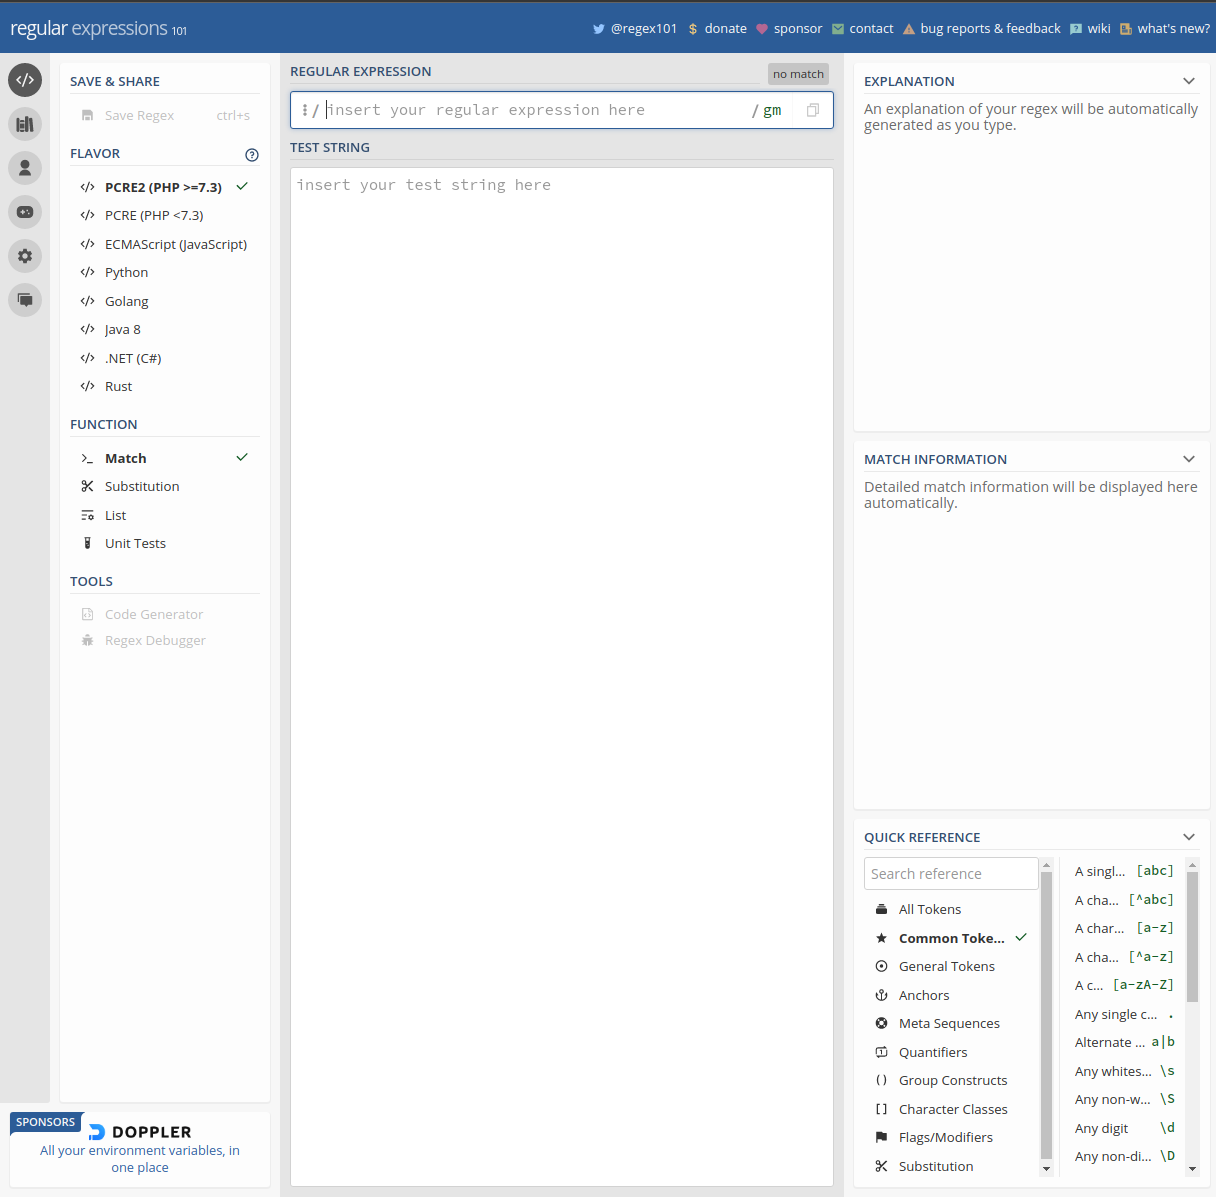 regular expressions 101
@regex101
$ donate
sponsor
contact
bug reports & feedback
wiki
what's new?
SAVE & SHARE
Save Regex ctrl+s
FLAVOR
PCRE2 (PHP >=7.3)
PCRE (PHP <7.3)
ECMAScript (JavaScript)
Python
Golang
Java 8
.NET (C#)
Rust
FUNCTION
Match
Substitution
List
Unit Tests
TOOLS
Code Generator
Regex Debugger
SPONSORS
DOPPLER
All your environment variables, in
one place
REGULAR EXPRESSION
no match
/ insert your regular expression here / gm
TEST STRING
insert your test string here
EXPLANATION
An explanation of your regex will be automatically
generated as you type.
MATCH INFORMATION
Detailed match information will be displayed here
automatically.
QUICK REFERENCE
Search reference
All Tokens
Common Toke...
General Tokens
Anchors
Meta Sequences
Quantifiers
Group Constructs
Character Classes
Flags/Modifiers
Substitution
A singl... [abc]
A cha... [^abc]
A char... [a-z]
A cha... [^a-z]
A c... [a-zA-Z]
Any single c... .
Alternate ... a|b
Any whites... \s
Any non-w... \S
Any digit \d
Any non-di... \D